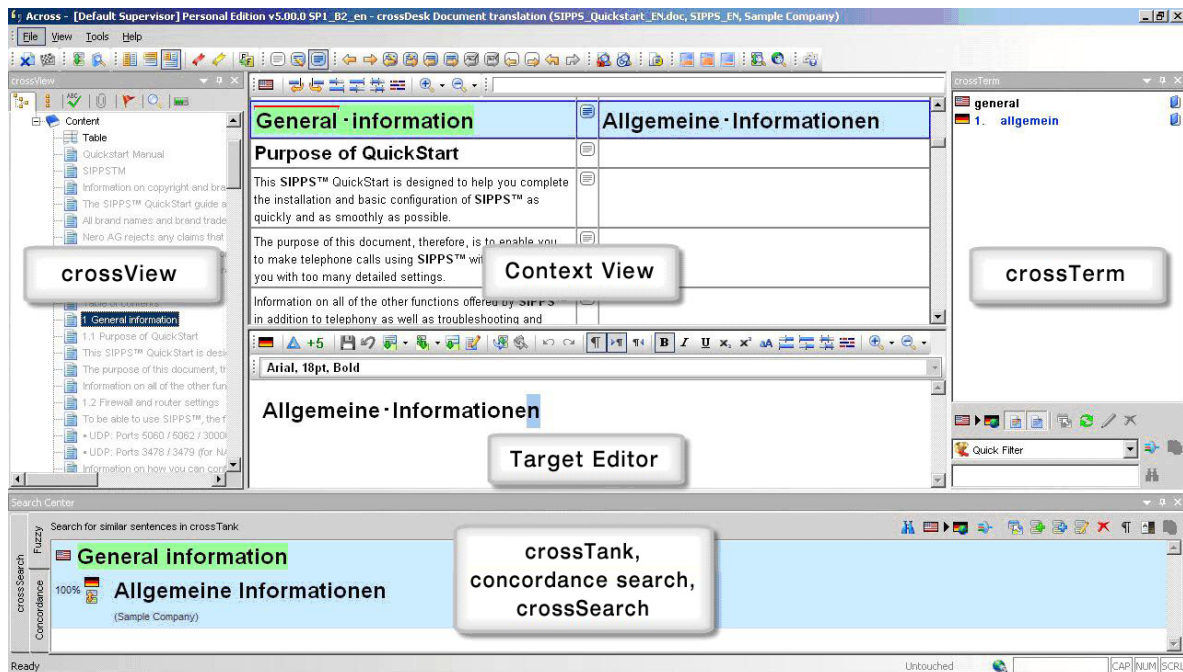 Across - [Default Supervisor] Personal Edition v5.00.0 SP1_B2_en - crossDesk Document translation (SIPPS_Quickstart_EN.doc, SIPPS_EN, Sample Company)
File View Tools Help
crossView
ABC
Content
Table
Quickstart Manual
SIPPSTM
Information on copyright and bra
The SIPPS™ QuickStart guide a
All brand names and brand trade
Nero AG rejects any claims that
crossView
Table of Contents
1 General information
1.1 Purpose of QuickStart
This SIPPS™ QuickStart is desi
The purpose of this document, th
Information on all of the other fun
1.2 Firewall and router settings
To be able to use SIPPS™, the f
• UDP: Ports 5060 / 5062 / 3000
• UDP: Ports 3478 / 3479 (for NA
Information on how you can conf
General·information
Allgemeine·Informationen
Purpose of QuickStart
This SIPPS™ QuickStart is designed to help you complete
the installation and basic configuration of SIPPS™ as
quickly and as smoothly as possible.
The purpose of this document, therefore, is to enable you
to make telephone calls using SIPPS™
you with too many detailed settings.
Context View
Information on all of the other functions offered by SIPPS™
in addition to telephony as well as troubleshooting and
+5
B I U x₂ x² aA
Arial, 18pt, Bold
Allgemeine·Informationen
Target Editor
crossTerm
general
1. allgemein
crossTerm
Quick Filter
Search Center
crossSearch
Fuzzy
Concordance
Search for similar sentences in crossTank
General information
100%
Allgemeine Informationen
(Sample Company)
crossTank,
concordance search,
crossSearch
Ready
Untouched
CAP NUM SCRL